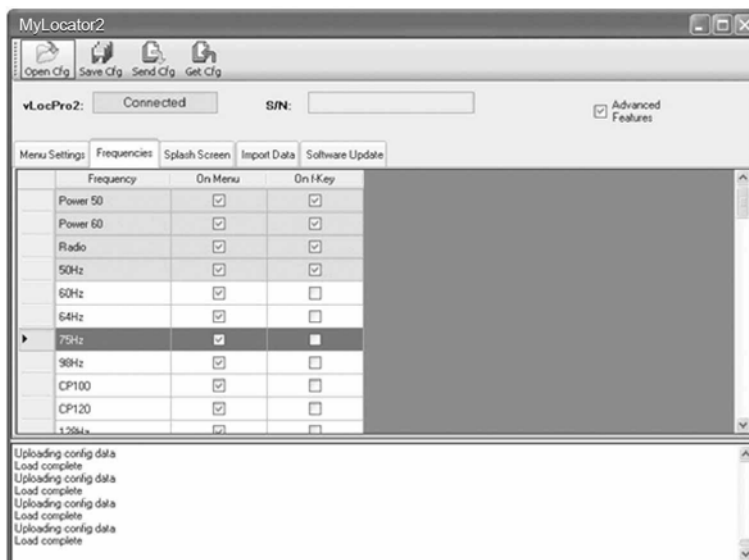 MyLocator2
Open Cfg Save Cfg Send Cfg Get Cfg
vLocPro2: Connected S/N: Advanced Features
Menu Settings Frequencies Splash Screen Import Data Software Update
Frequency On Menu On f-Key
Power 50
Power 60
Radio
50Hz
60Hz
64Hz
75Hz
98Hz
CP100
CP120
128Hz
Uploading config data
Load complete
Uploading config data
Load complete
Uploading config data
Load complete
Uploading config data
Load complete